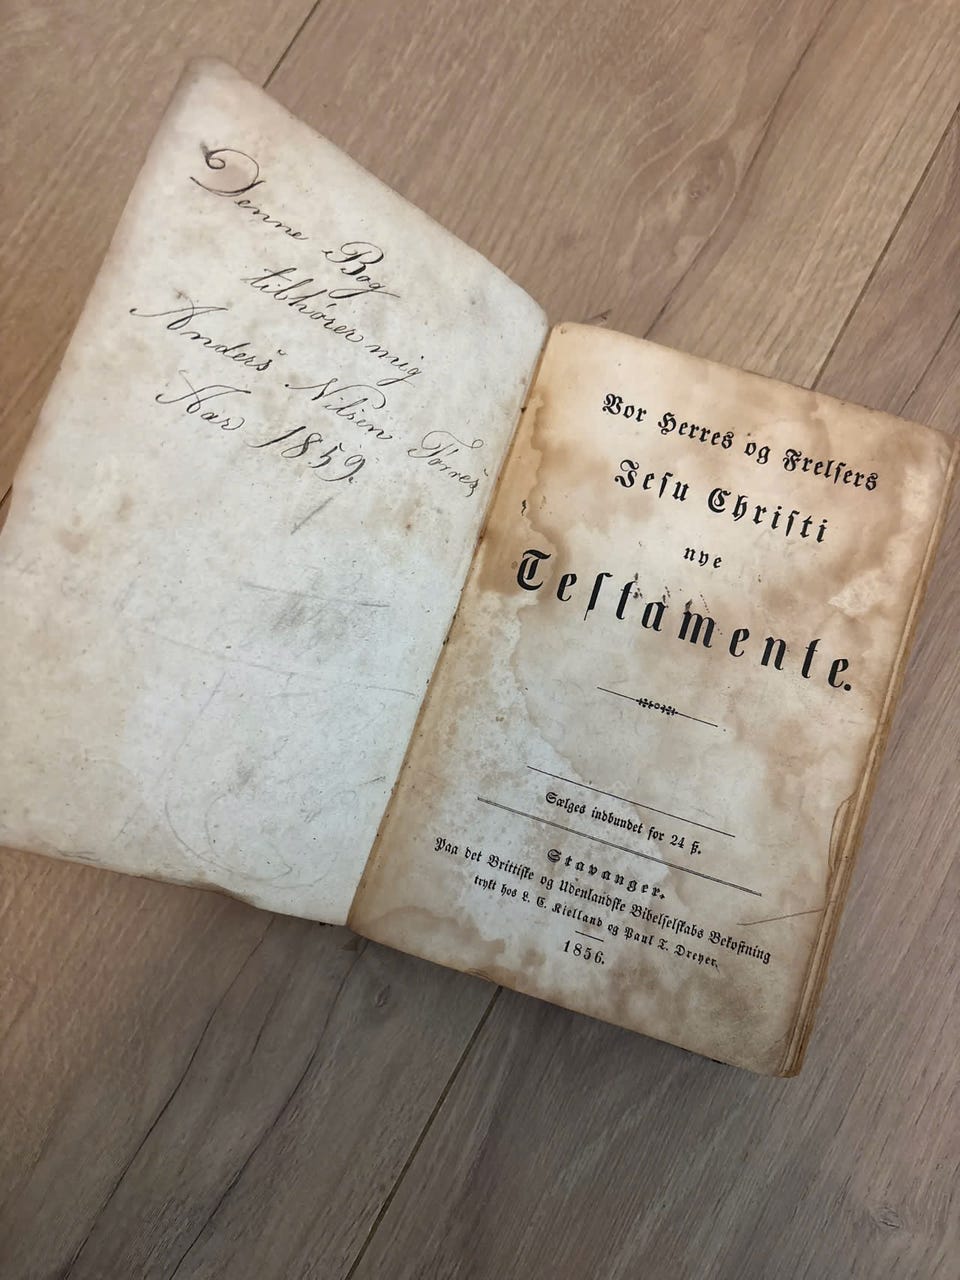 Denne Bog
tilhører mig
Anders Nilsen Tørres
Aar 1859.
Vor Herres og Frelsers
Jesu Christi
nye
Testamente.
Sælges indbundet for 24 ß.
Stavanger.
Paa det Brittiske og Udenlandske Bibelselskabs Bekostning
trykt hos L. C. Kielland og Paul T. Dreyer.
1856.